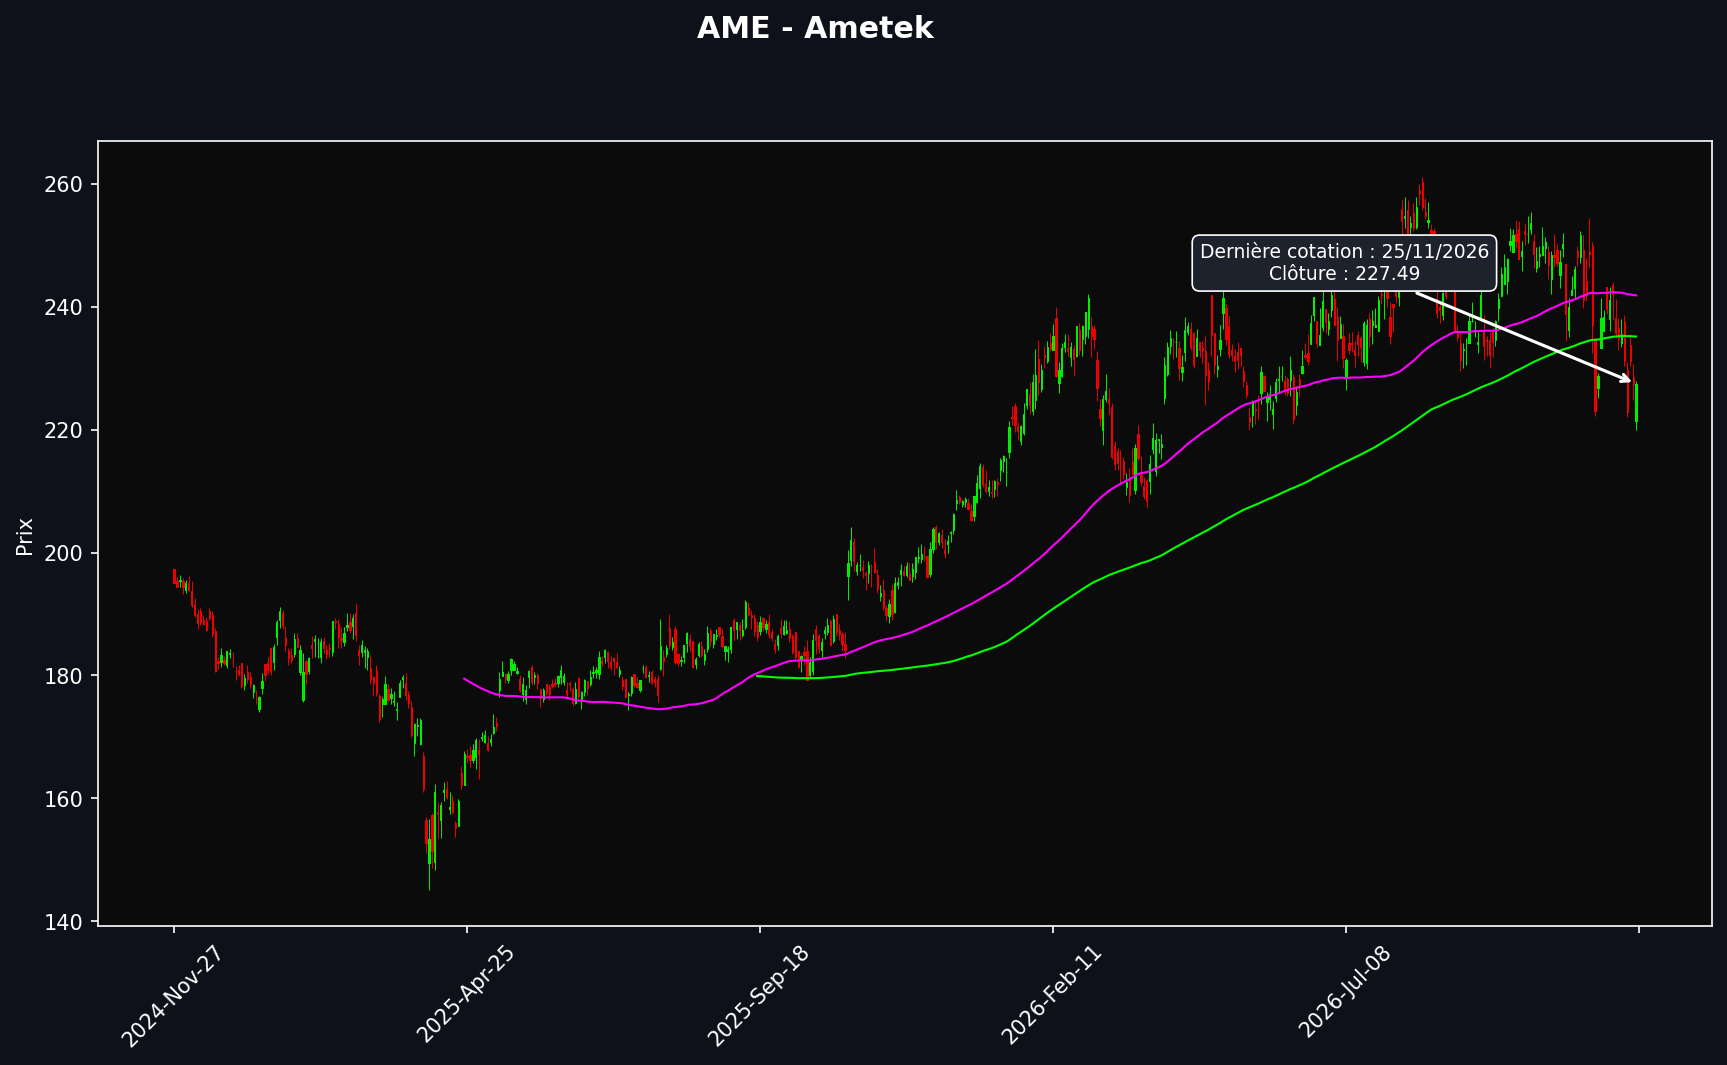 AME - Ametek
Dernière cotation : 25/11/2026
Clôture : 227.49
Prix
260
240
220
200
180
160
140
2024-Nov-27
2025-Apr-25
2025-Sep-18
2026-Feb-11
2026-Jul-08